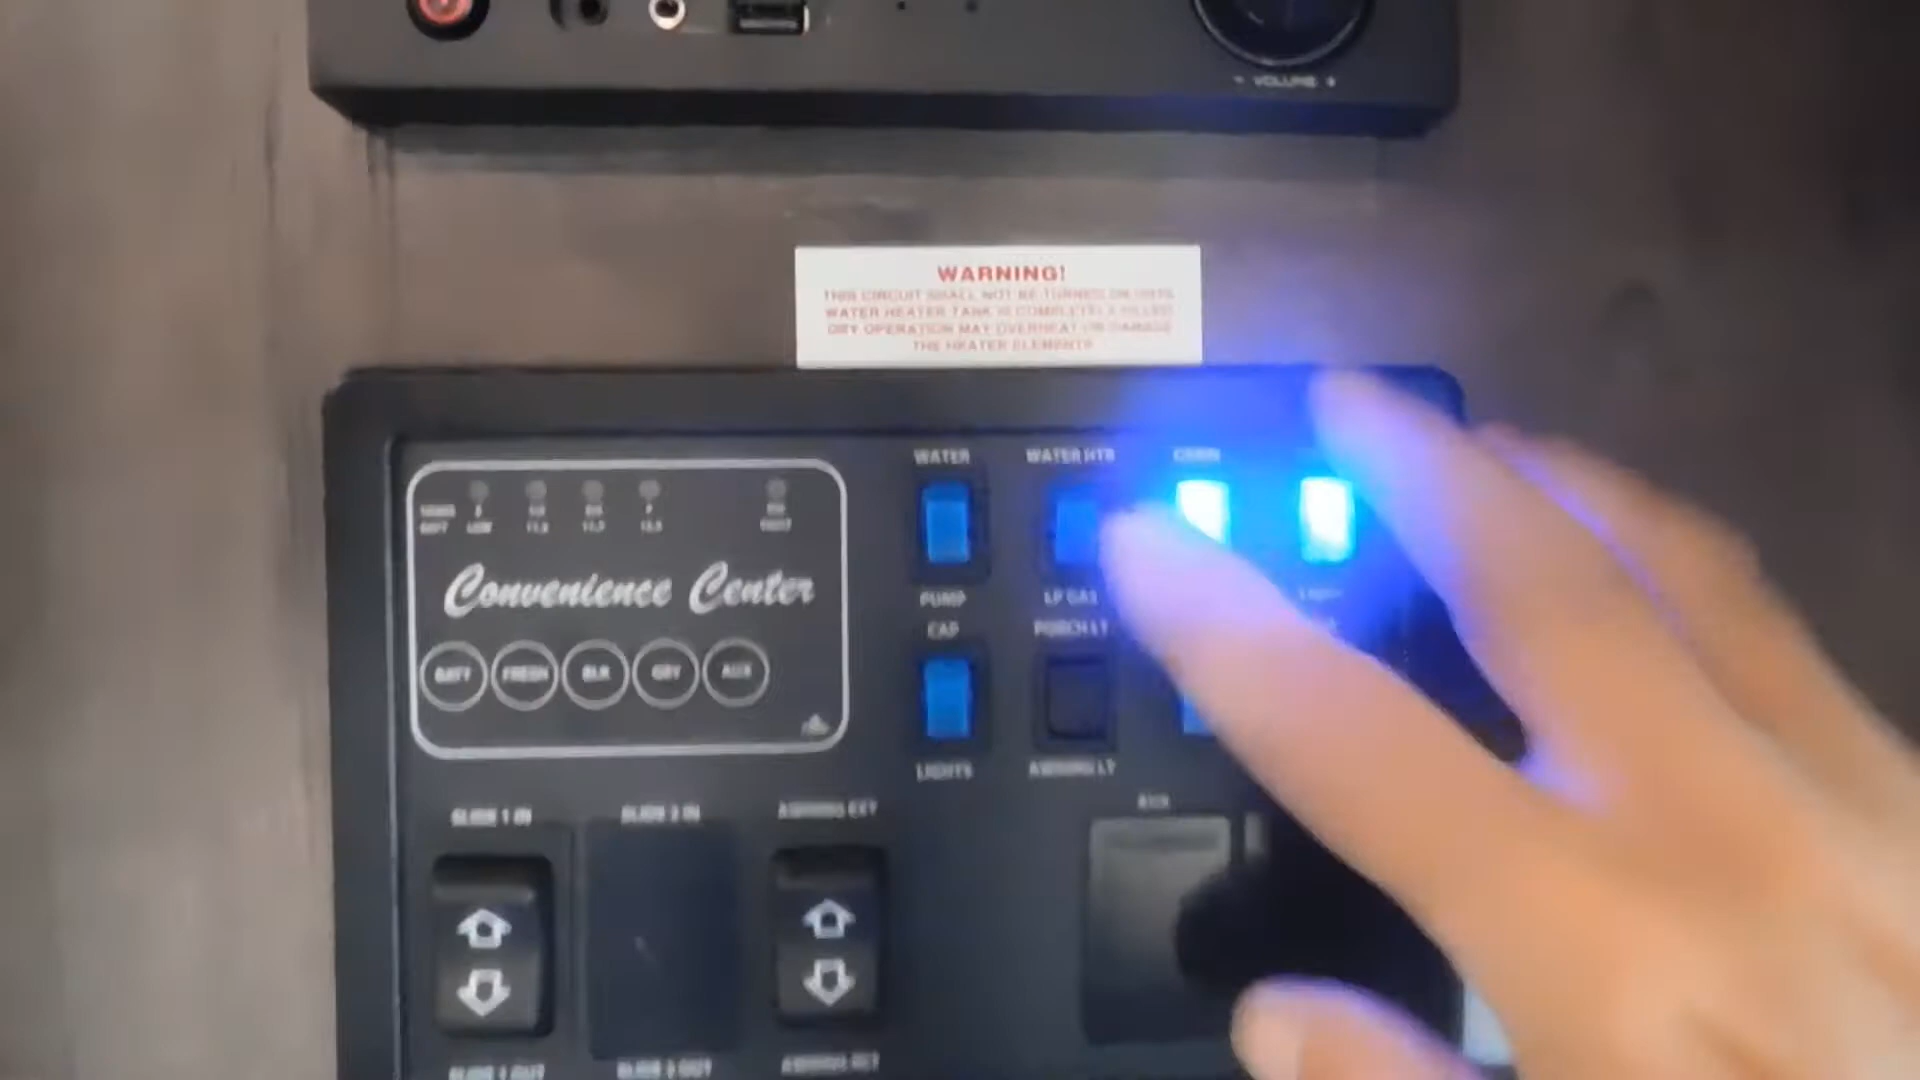 - VOLUME +
WARNING!
THIS CIRCUIT SHALL NOT BE TURNED ON UNTIL
WATER HEATER TANK IS COMPLETELY FILLED
DRY OPERATION MAY OVERHEAT OR DAMAGE
THE HEATER ELEMENTS
WATER WATER HTR
LOW
Convenience Center
PUMP LP GAS
CAP PORCH LT
BATT FRESH BLK GRY AUX
LIGHTS AWNING LT
SLIDE 1 IN SLIDE 2 IN AWNING EXT
SLIDE 1 OUT SLIDE 2 OUT AWNING RET